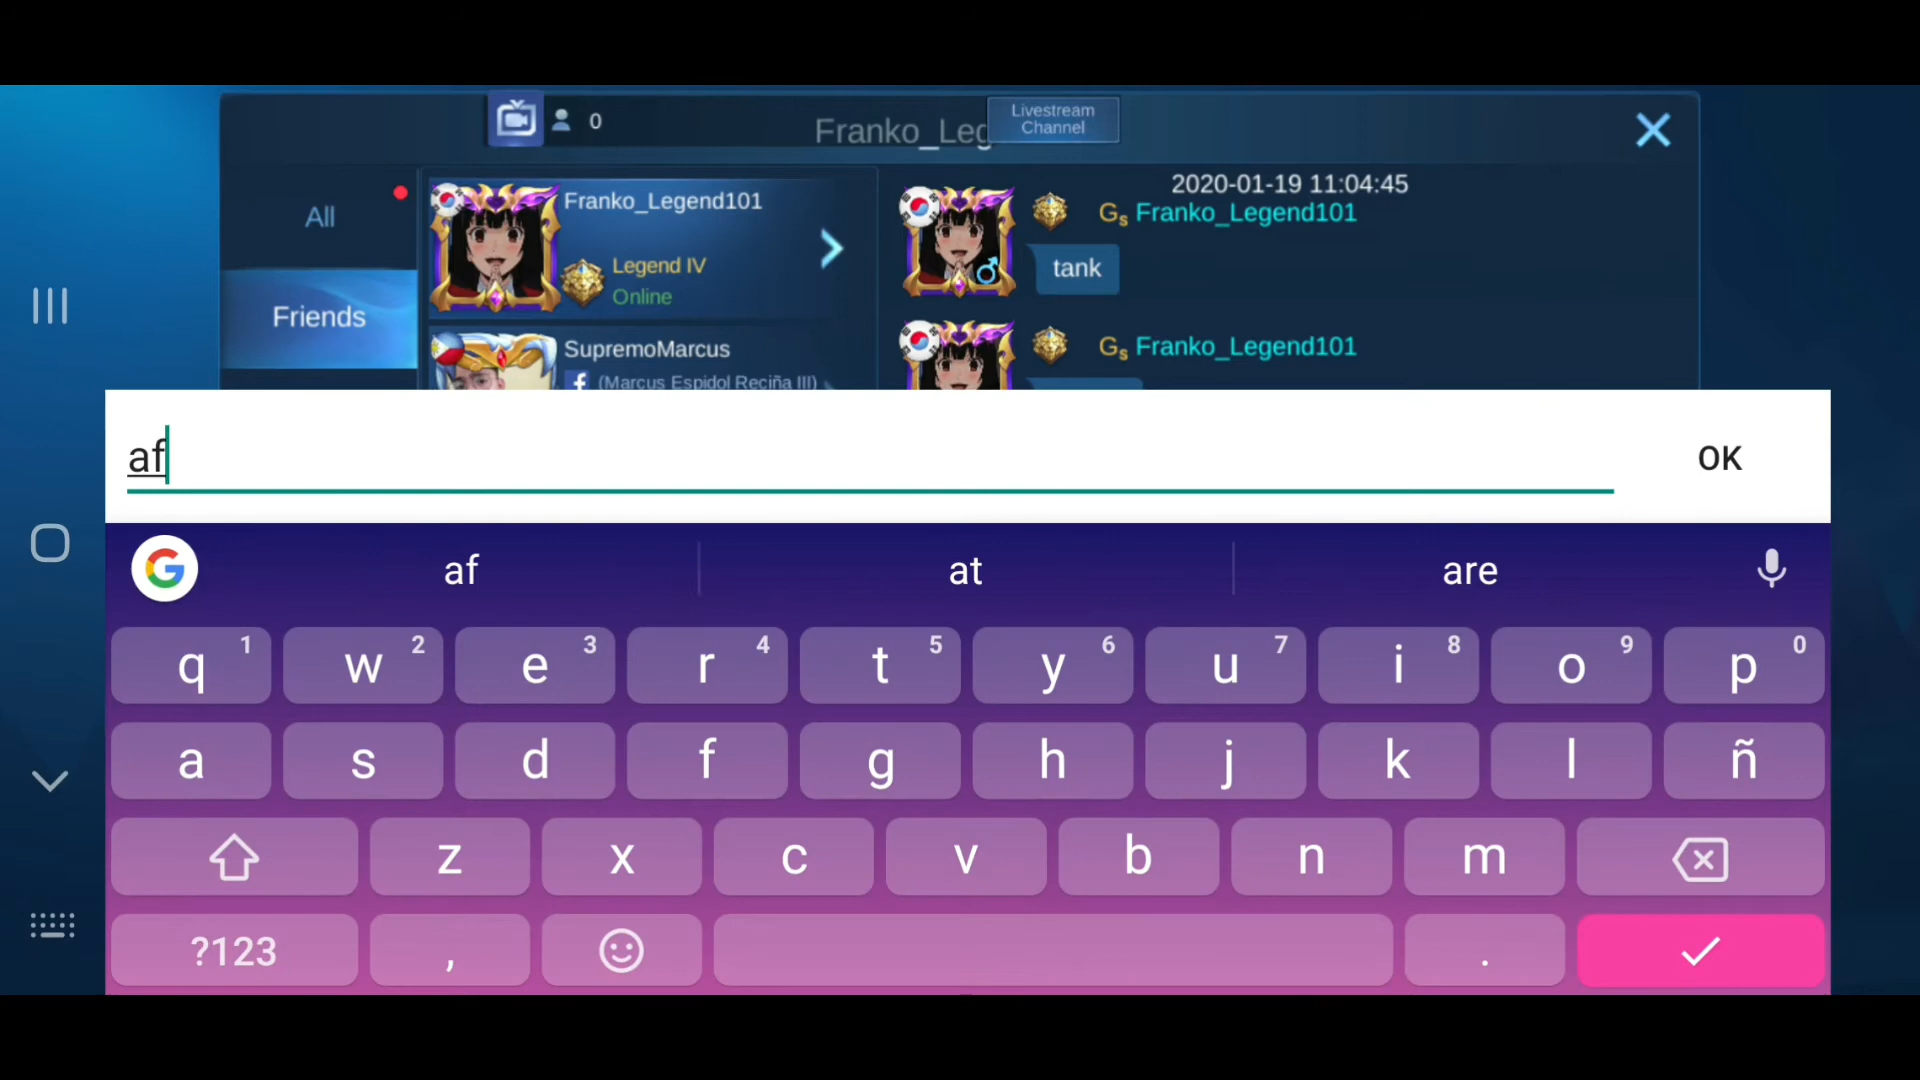 0
Franko_Leg
Livestream
Channel
All
Friends
Franko_Legend101
Legend IV
Online
SupremoMarcus
(Marcus Espidol Reciña III)
2020-01-19 11:04:45
Gs Franko_Legend101
tank
Gs Franko_Legend101
af
OK
G
af at are
q 1 w 2 e 3 r 4 t 5 y 6 u 7 i 8 o 9 p 0
a s d f g h j k l ñ
z x c v b n m
?123 , .